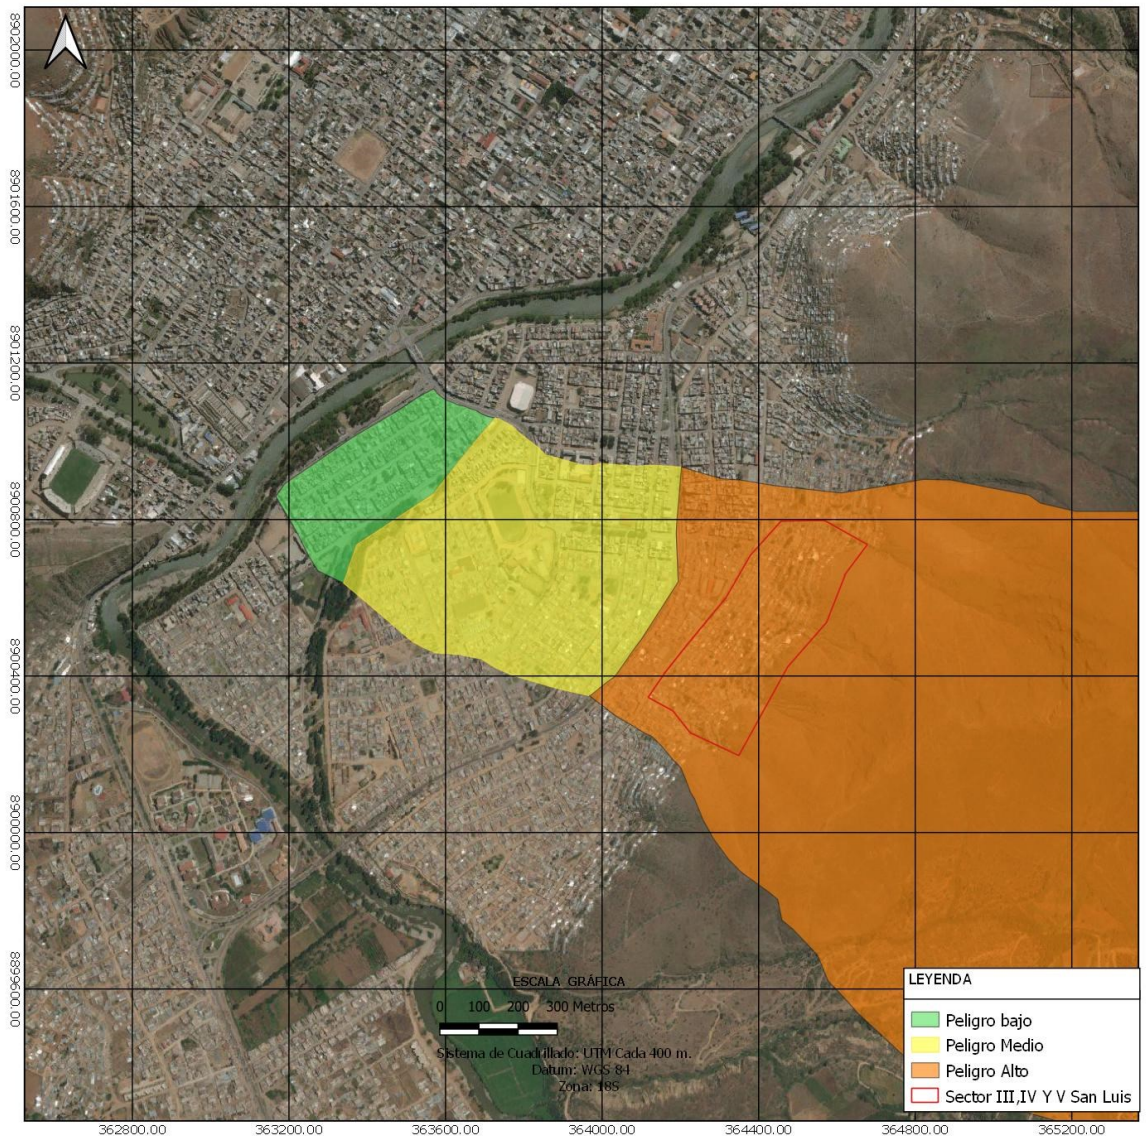 8902000.00
8901600.00
8901200.00
8900800.00
8900400.00
8900000.00
8899600.00
ESCALA GRÁFICA
0 100 200 300 Metros
Sistema de Cuadrillado: UTM Cada 400 m.
Datum: WGS 84
Zona: 18S
LEYENDA
Peligro bajo
Peligro Medio
Peligro Alto
Sector III,IV Y V San Luis
362800.00 363200.00 363600.00 364000.00 364400.00 364800.00 365200.00